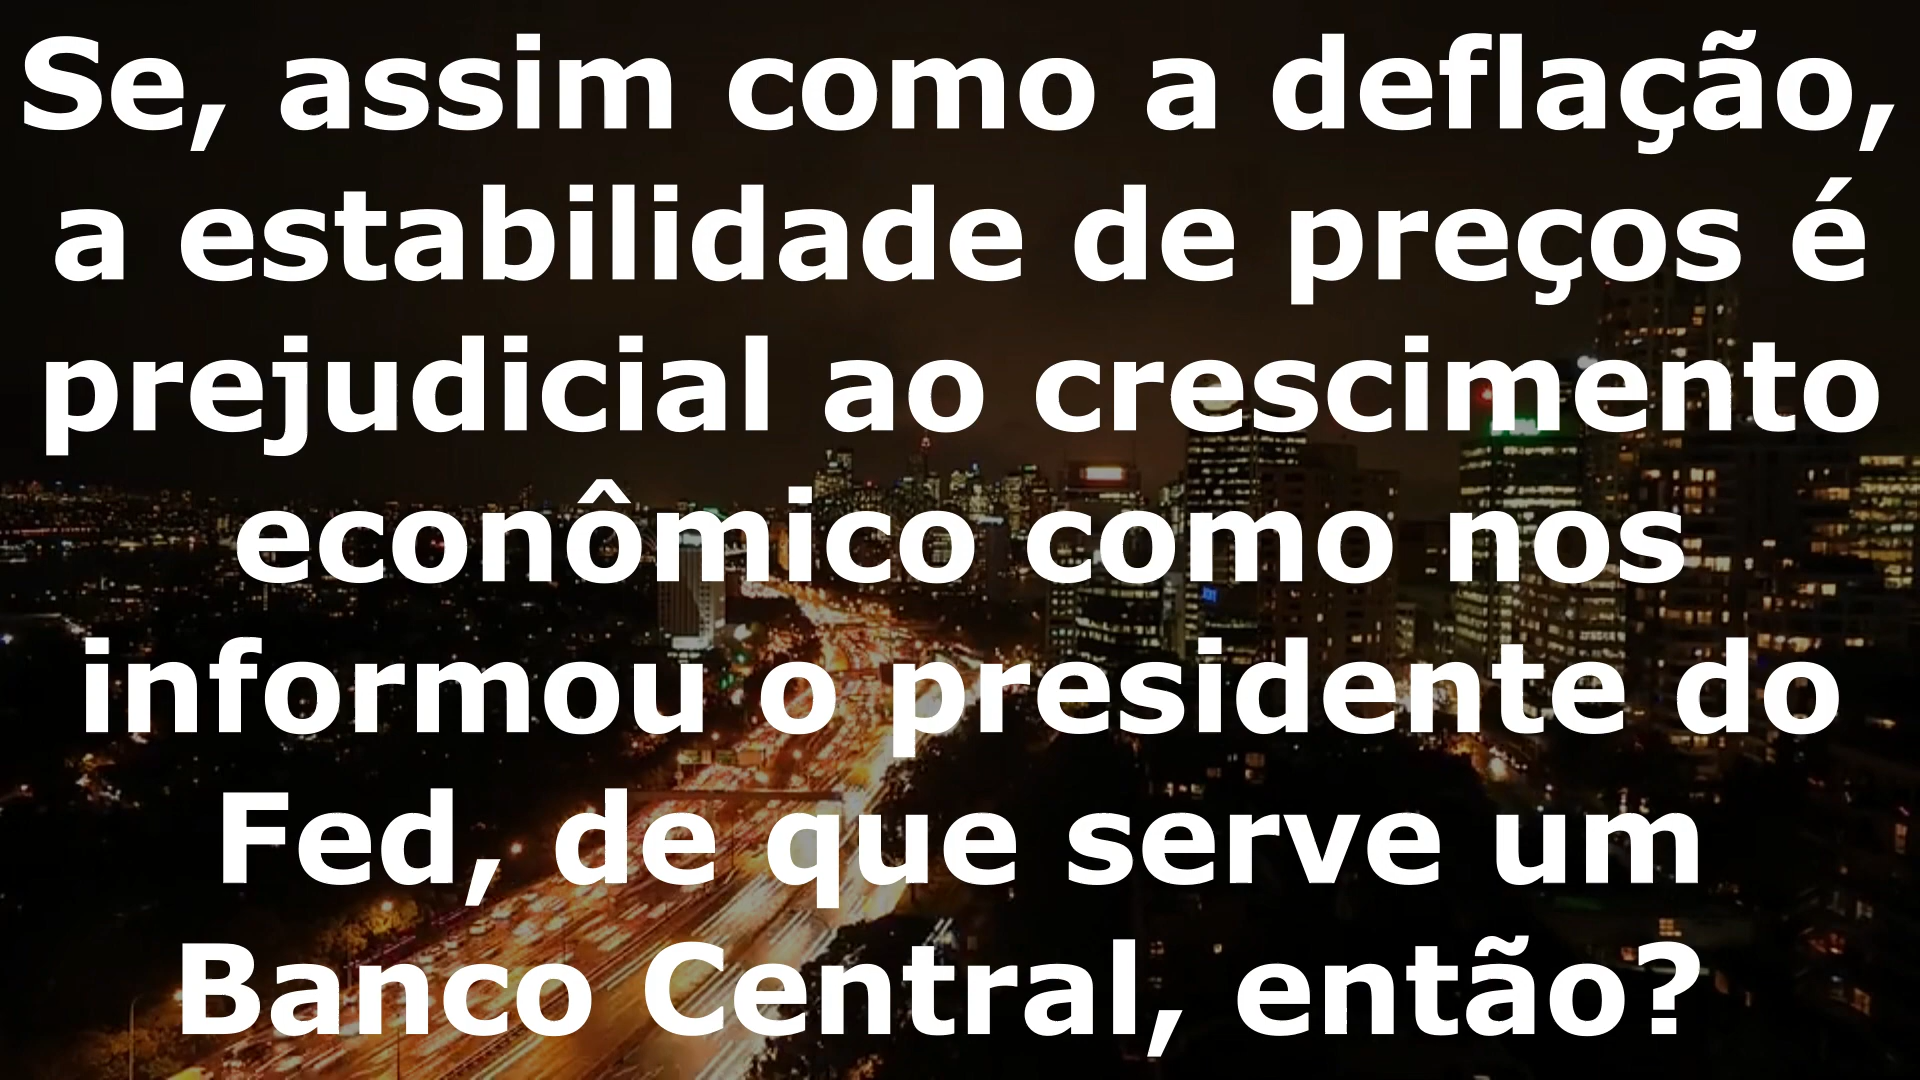 Se, assim como a deflação,
a estabilidade de preços é
prejudicial ao crescimento
econômico como nos
informou o presidente do
Fed, de que serve um
Banco Central, então?